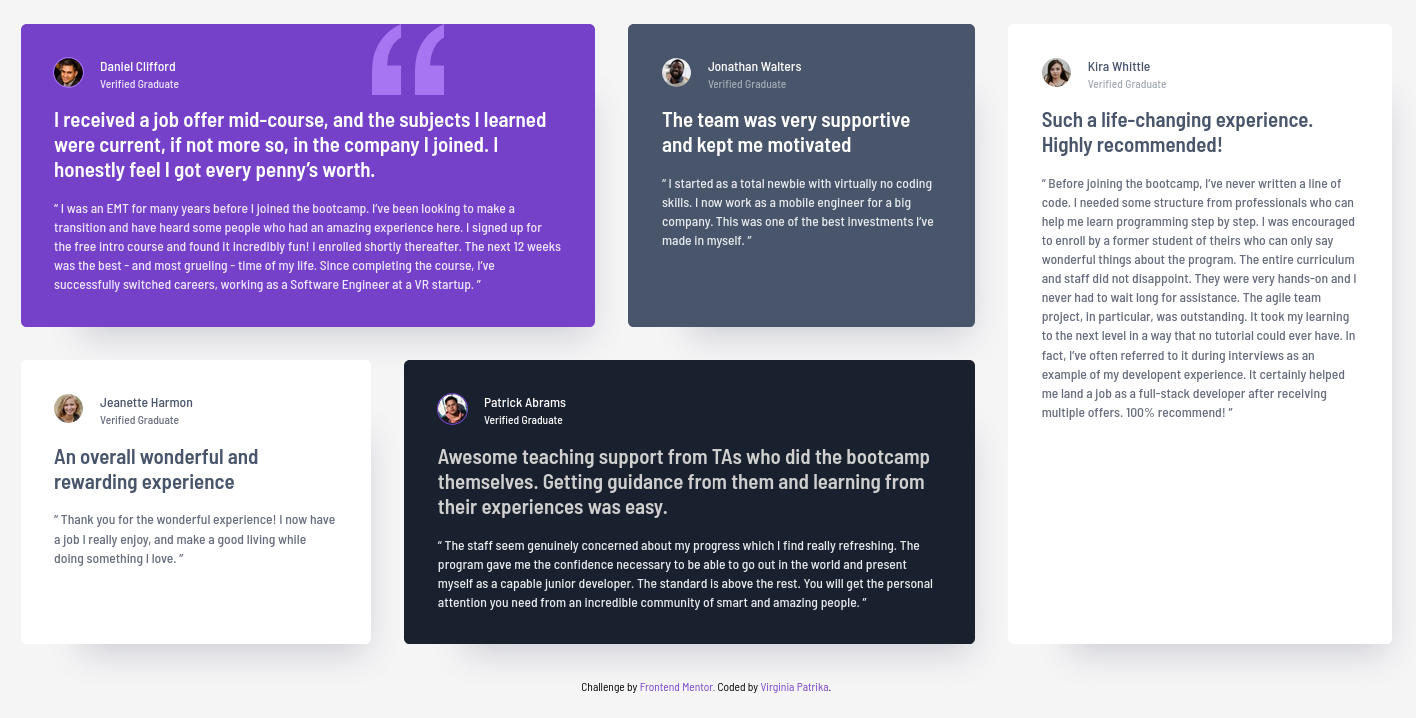 Daniel Clifford
Verified Graduate
I received a job offer mid-course, and the subjects I learned
were current, if not more so, in the company I joined. I
honestly feel I got every penny’s worth.
“ I was an EMT for many years before I joined the bootcamp. I’ve been looking to make a
transition and have heard some people who had an amazing experience here. I signed up for
the free intro course and found it incredibly fun! I enrolled shortly thereafter. The next 12 weeks
was the best - and most grueling - time of my life. Since completing the course, I’ve
successfully switched careers, working as a Software Engineer at a VR startup. ”
Jonathan Walters
Verified Graduate
The team was very supportive
and kept me motivated
“ I started as a total newbie with virtually no coding
skills. I now work as a mobile engineer for a big
company. This was one of the best investments I’ve
made in myself. ”
Kira Whittle
Verified Graduate
Such a life-changing experience.
Highly recommended!
“ Before joining the bootcamp, I’ve never written a line of
code. I needed some structure from professionals who can
help me learn programming step by step. I was encouraged
to enroll by a former student of theirs who can only say
wonderful things about the program. The entire curriculum
and staff did not disappoint. They were very hands-on and I
never had to wait long for assistance. The agile team
project, in particular, was outstanding. It took my learning
to the next level in a way that no tutorial could ever have. In
fact, I’ve often referred to it during interviews as an
example of my developent experience. It certainly helped
me land a job as a full-stack developer after receiving
multiple offers. 100% recommend! ”
Jeanette Harmon
Verified Graduate
An overall wonderful and
rewarding experience
“ Thank you for the wonderful experience! I now have
a job I really enjoy, and make a good living while
doing something I love. ”
Patrick Abrams
Verified Graduate
Awesome teaching support from TAs who did the bootcamp
themselves. Getting guidance from them and learning from
their experiences was easy.
“ The staff seem genuinely concerned about my progress which I find really refreshing. The
program gave me the confidence necessary to be able to go out in the world and present
myself as a capable junior developer. The standard is above the rest. You will get the personal
attention you need from an incredible community of smart and amazing people. ”
Challenge by Frontend Mentor. Coded by Virginia Patrika.